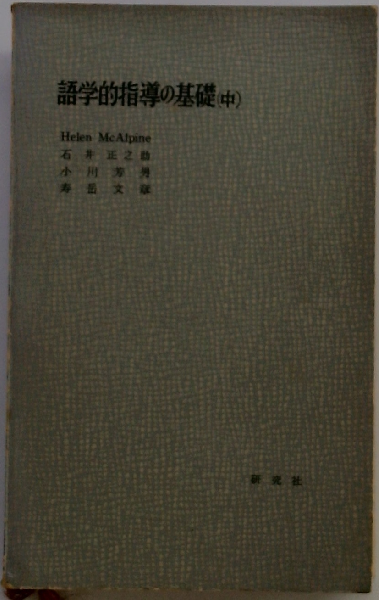 語学的指導の基礎(中)
Helen McAlpine
石井正之助
小川芳男
寿岳文章
研究社